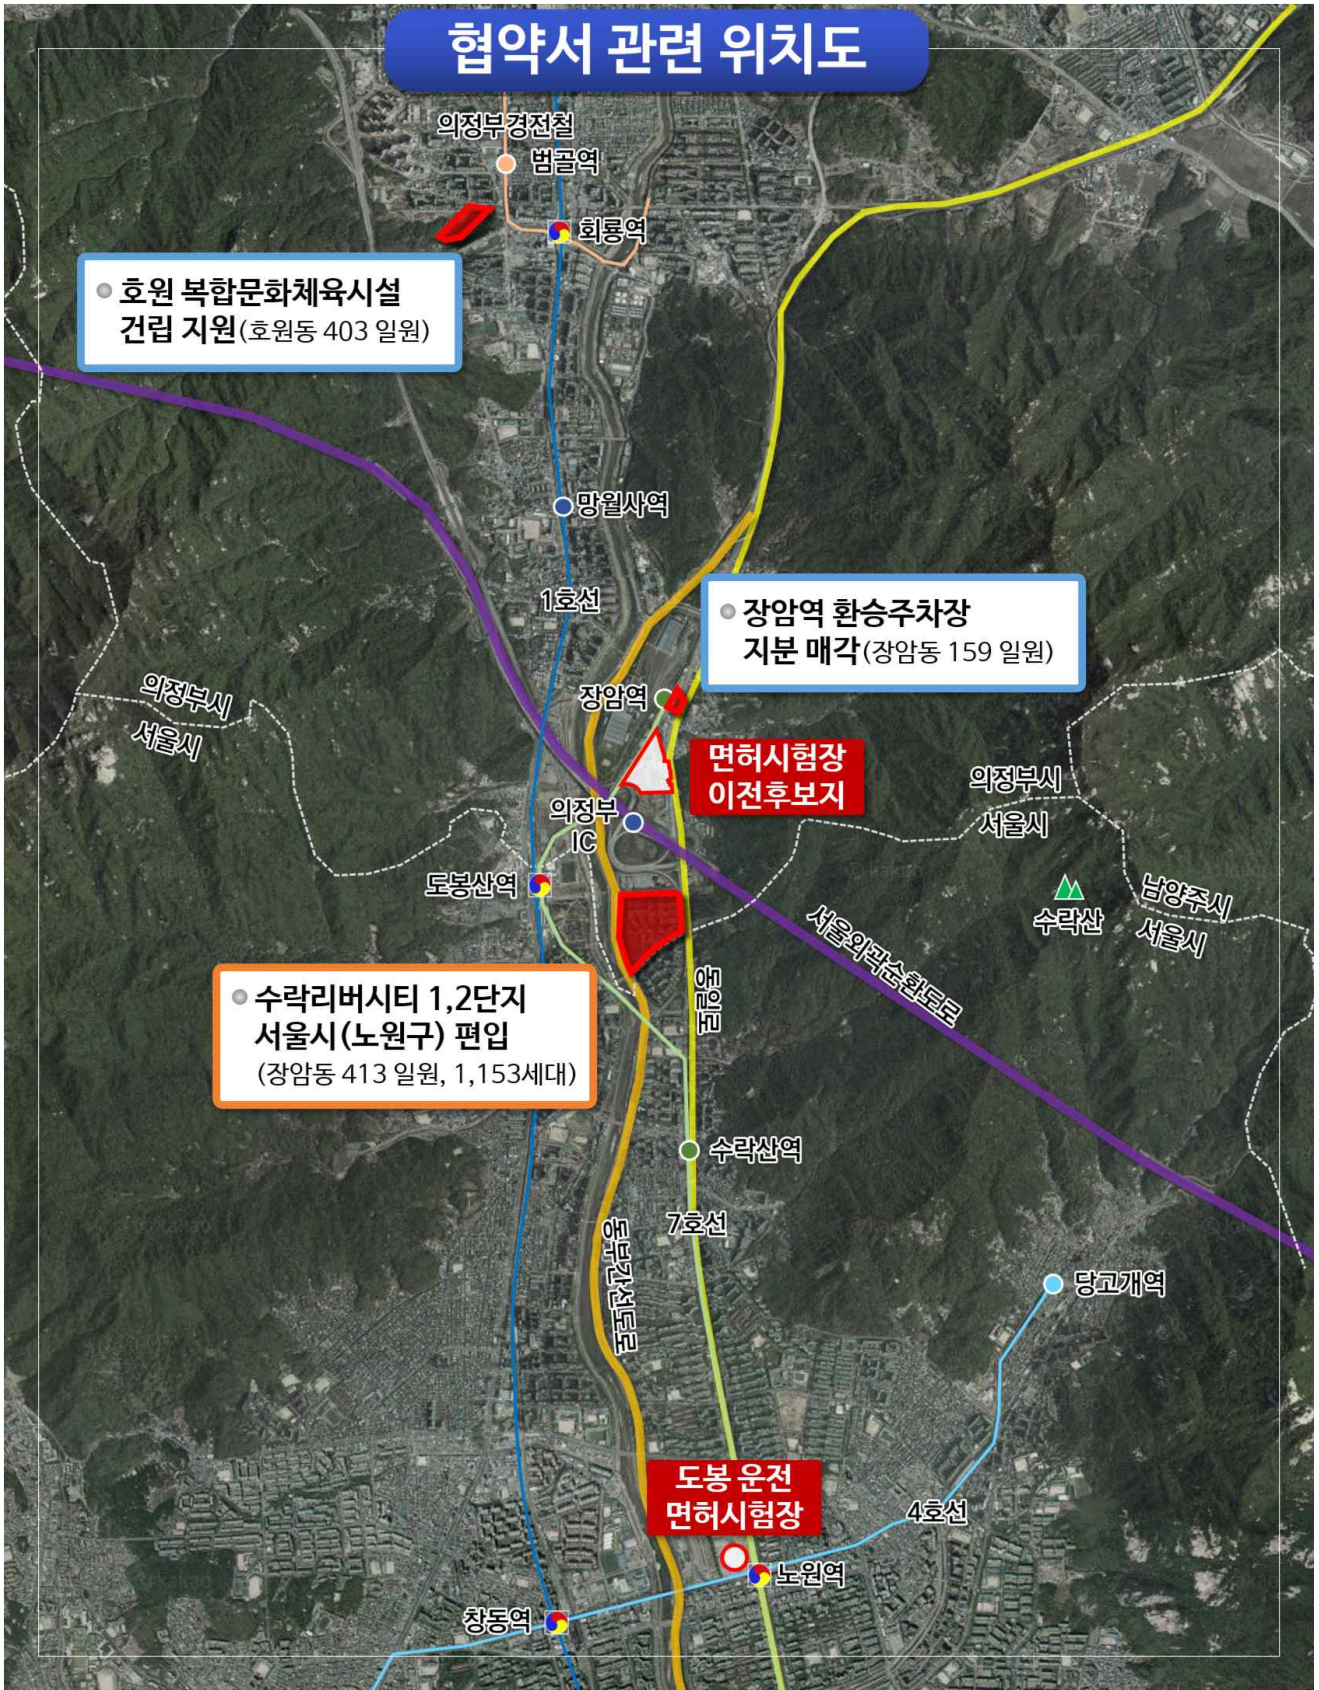 협약서 관련 위치도
의정부경전철
범골역
회룡역
호원 복합문화체육시설
건립 지원(호원동 403 일원)
망월사역
1호선
장암역 환승주차장
지분 매각(장암동 159 일원)
의정부시
서울시
장암역
면허시험장
이전후보지
의정부시
서울시
의정부
IC
도봉산역
수락산
남양주시
서울시
서울외곽순환도로
동일로
수락리버시티 1,2단지
서울시(노원구) 편입
(장암동 413 일원, 1,153세대)
수락산역
7호선
동부간선도로
당고개역
도봉 운전
면허시험장
4호선
노원역
창동역